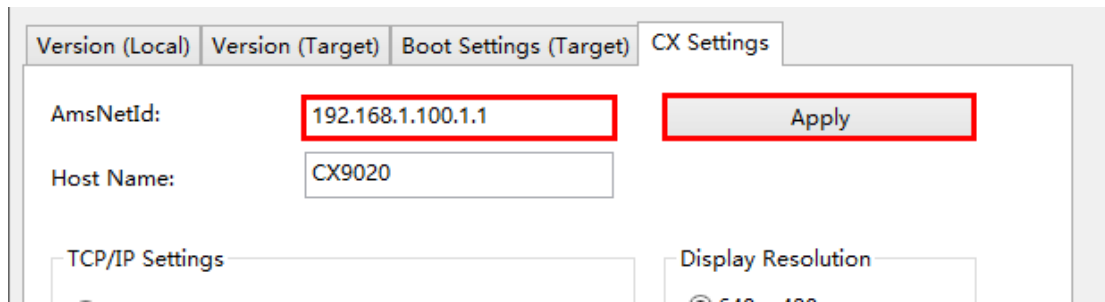 Version (Local) Version (Target) Boot Settings (Target) CX Settings
AmsNetId: 192.168.1.100.1.1 Apply
Host Name: CX9020
TCP/IP Settings Display Resolution